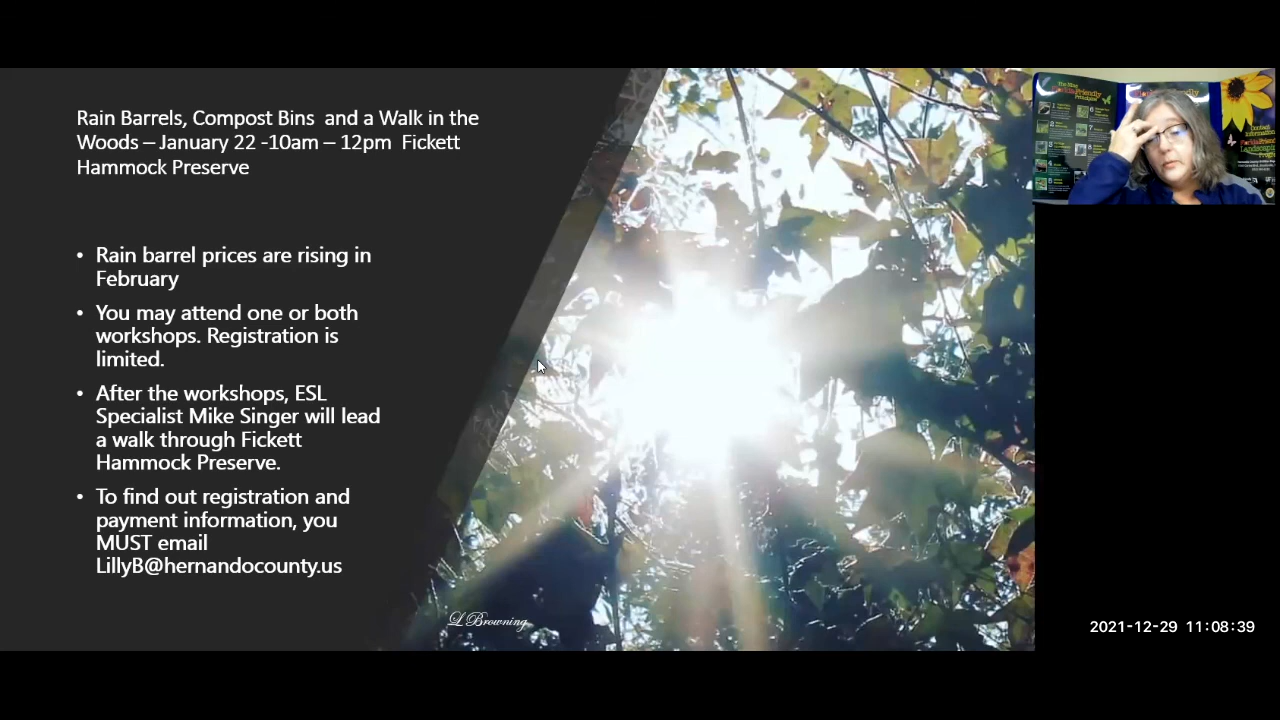 Rain Barrels, Compost Bins and a Walk in the
Woods – January 22 -10am – 12pm Fickett
Hammock Preserve
• Rain barrel prices are rising in
February
• You may attend one or both
workshops. Registration is
limited.
• After the workshops, ESL
Specialist Mike Singer will lead
a walk through Fickett
Hammock Preserve.
• To find out registration and
payment information, you
MUST email
LillyB@hernandocounty.us
L Browning
Contact
Information
2021-12-29 11:08:39